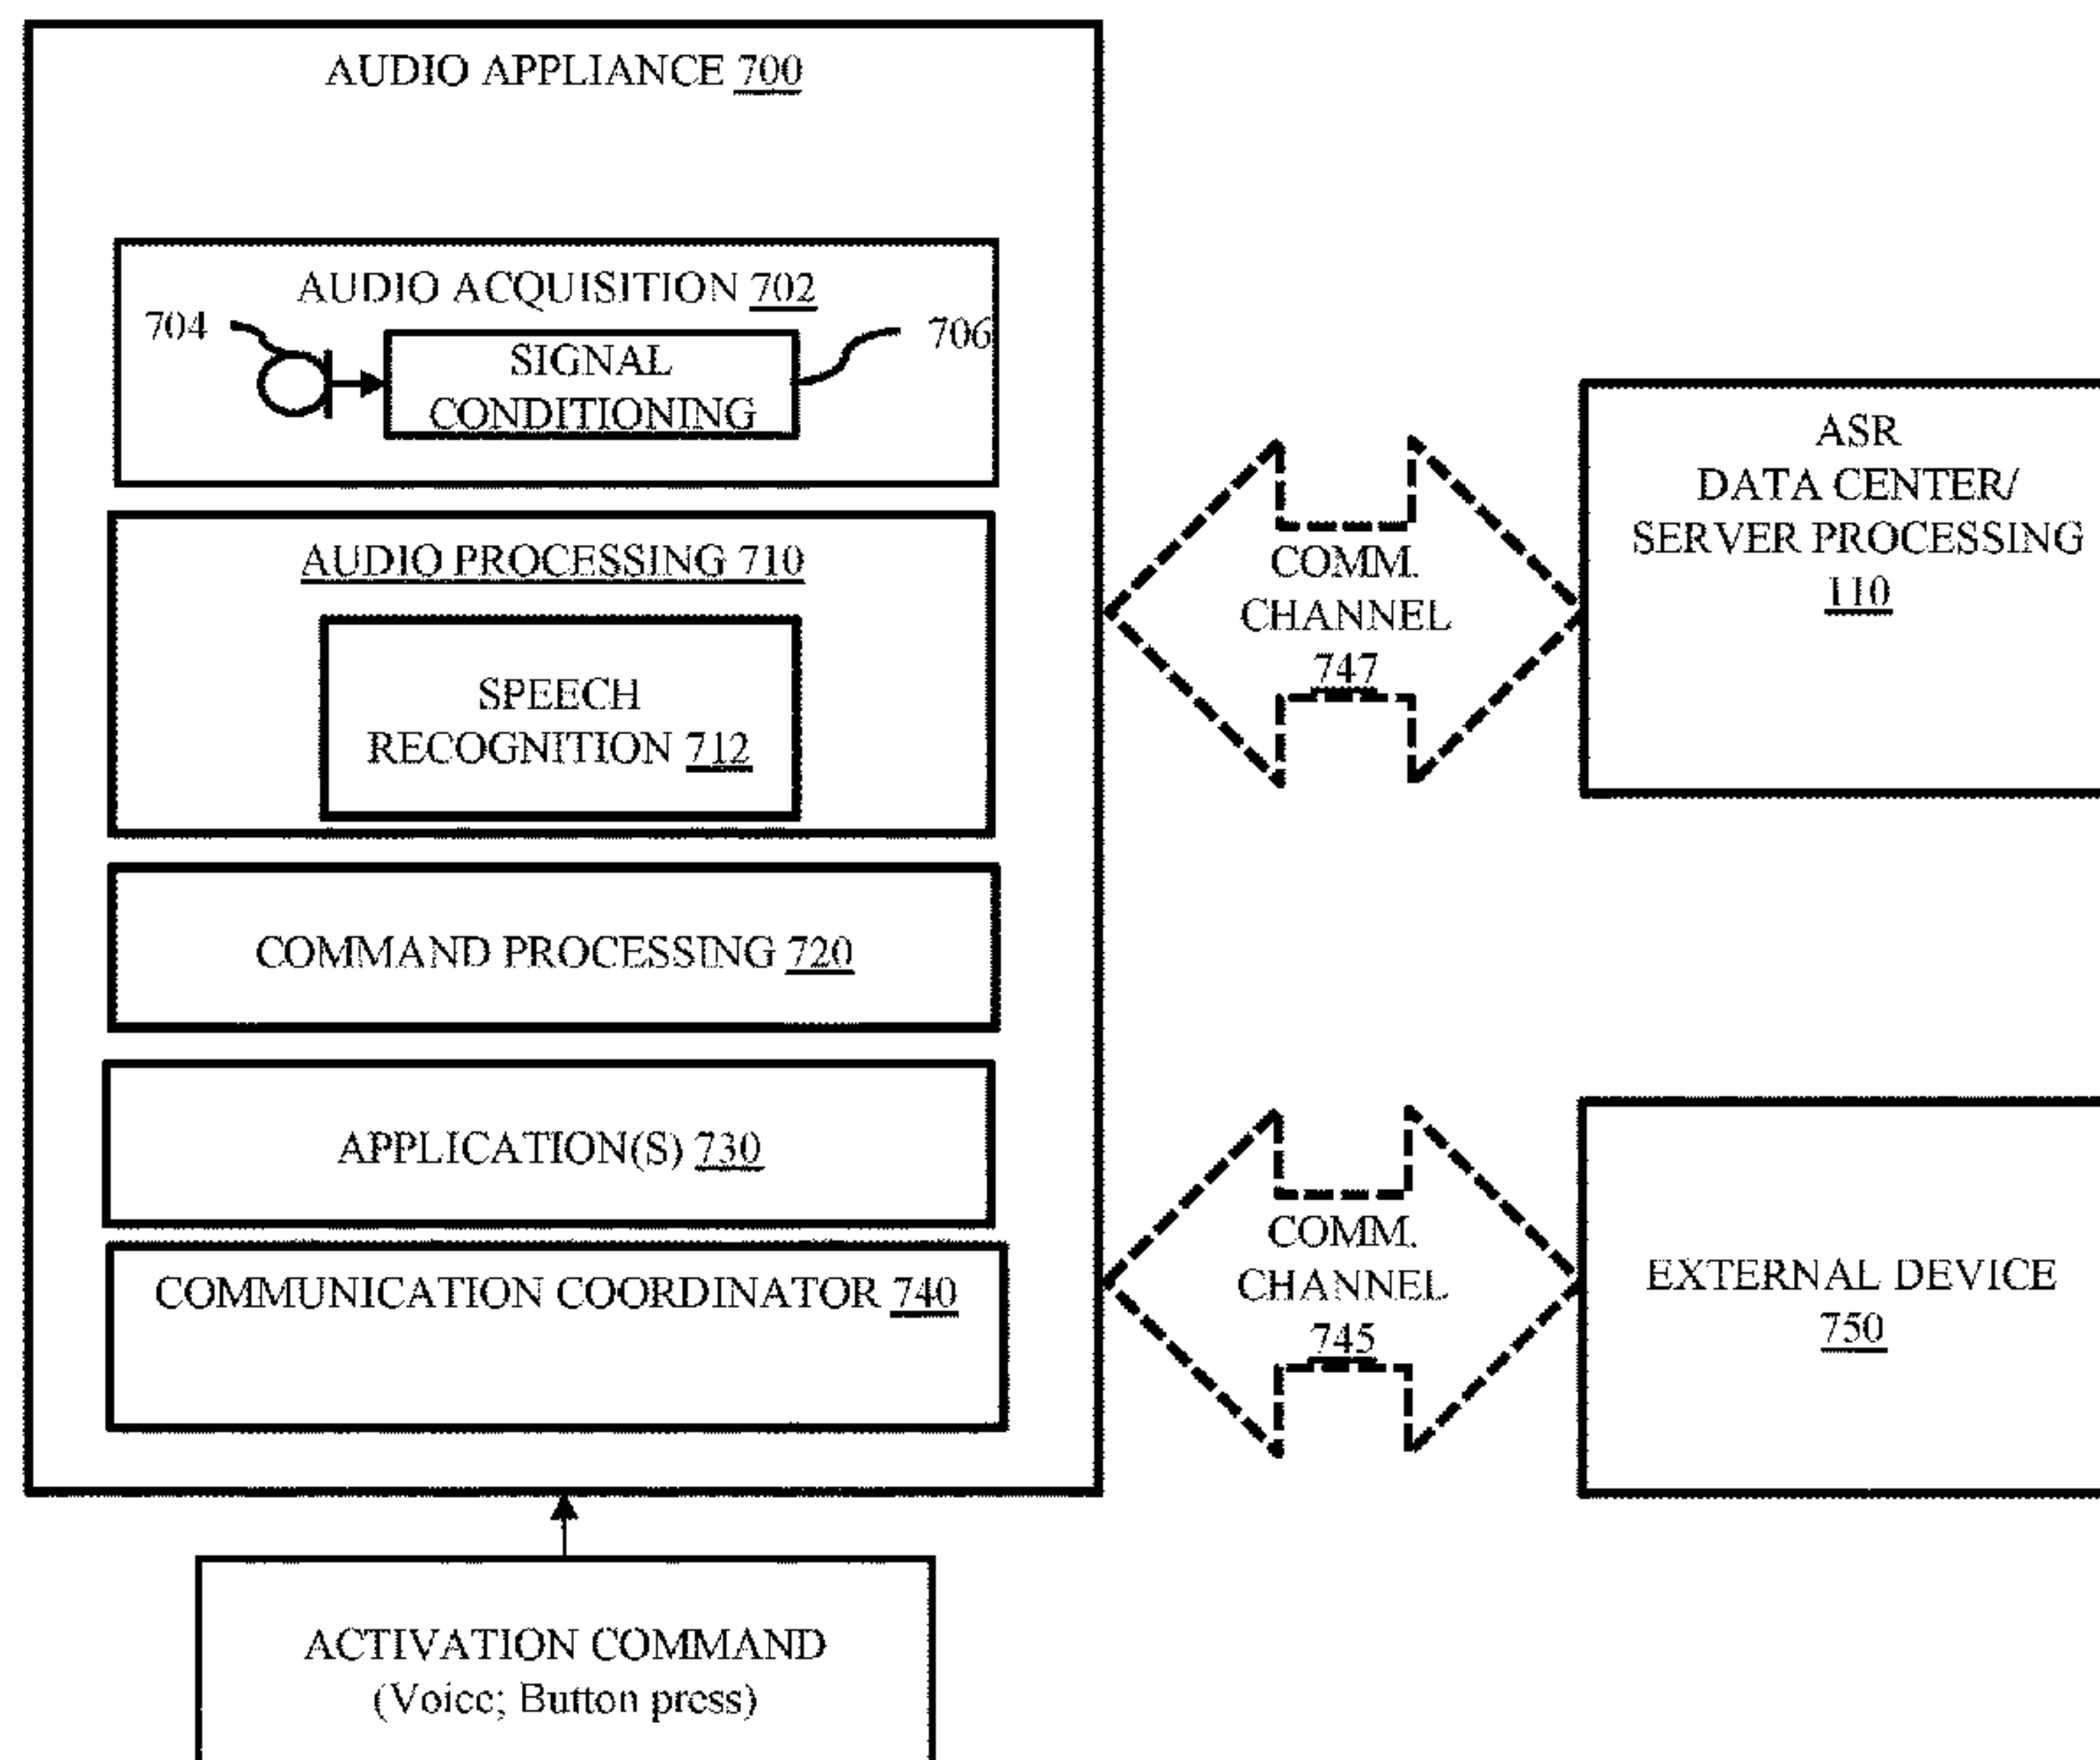 AUDIO APPLIANCE 700
AUDIO ACQUISITION 702
704
706
SIGNAL
CONDITIONING
AUDIO PROCESSING 710
SPEECH
RECOGNITION 712
COMMAND PROCESSING 720
APPLICATION(S) 730
COMMUNICATION COORDINATOR 740
ACTIVATION COMMAND
(Voice; Button press)
COMM.
CHANNEL
747
ASR
DATA CENTER/
SERVER PROCESSING
110
COMM.
CHANNEL
745
EXTERNAL DEVICE
750